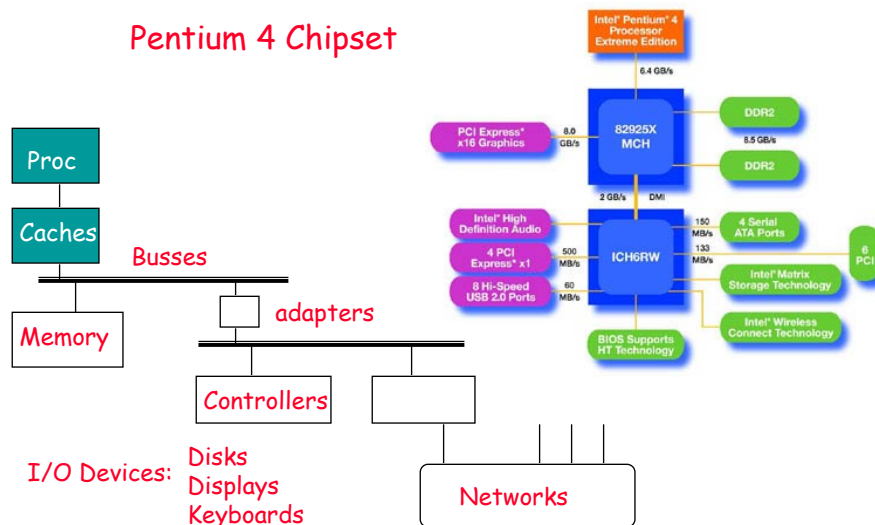 Pentium 4 Chipset
Proc
Caches
Busses
Memory
adapters
Controllers
I/O Devices:
Disks
Displays
Keyboards
Networks
Intel® Pentium® 4
Processor
Extreme Edition
6.4 GB/s
PCI Express*
x16 Graphics
8.0
GB/s
82925X
MCH
DDR2
8.5 GB/s
DDR2
2 GB/s
DMI
Intel® High
Definition Audio
4 PCI
Express* x1
500
MB/s
8 Hi-Speed
USB 2.0 Ports
60
MB/s
ICH6RW
150
MB/s
4 Serial
ATA Ports
133
MB/s
6
PCI
Intel® Matrix
Storage Technology
Intel® Wireless
Connect Technology
BIOS Supports
HT Technology